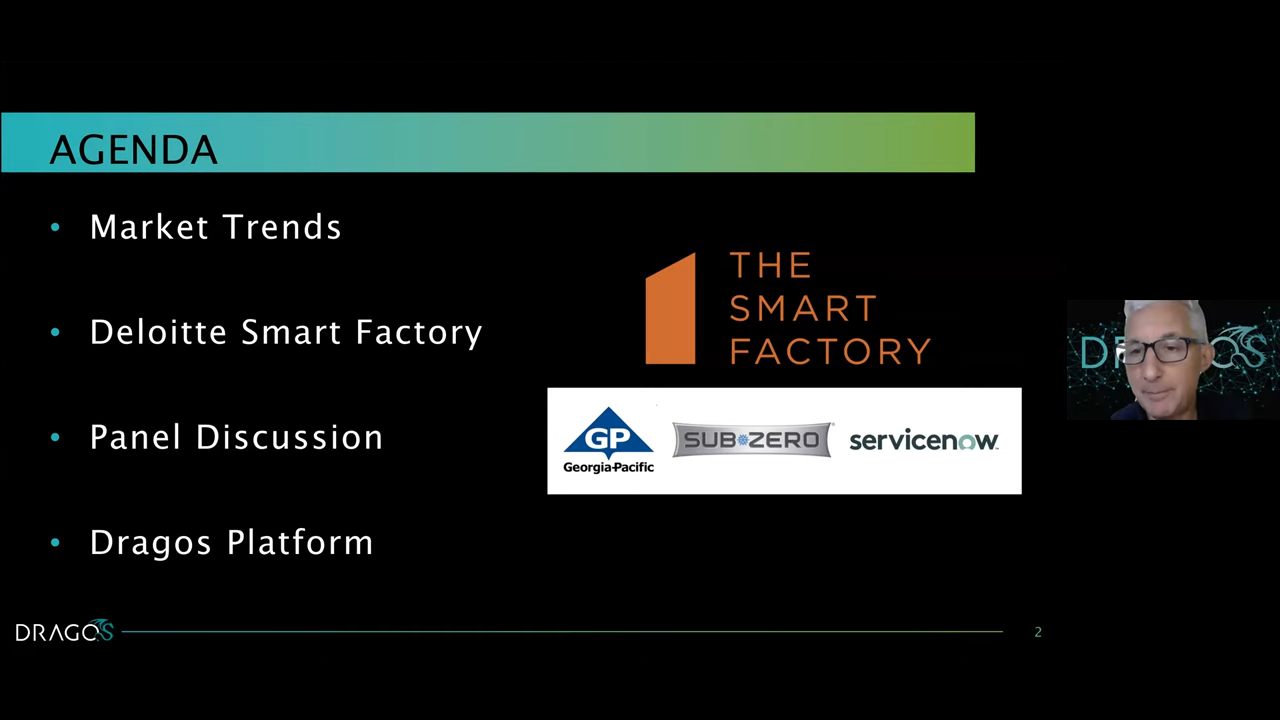 AGENDA
• Market Trends
• Deloitte Smart Factory
• Panel Discussion
• Dragos Platform
THE
SMART
FACTORY
GP
Georgia-Pacific
SUB ZERO
servicenow
DRAGOS
DRAGOS
2